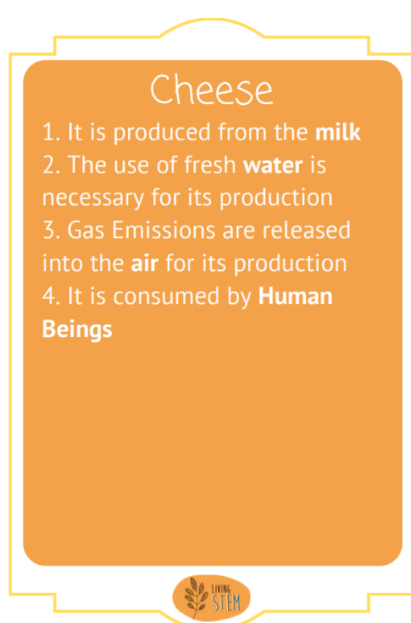 Cheese
1. It is produced from the milk
2. The use of fresh water is
necessary for its production
3. Gas Emissions are released
into the air for its production
4. It is consumed by Human
Beings
LIVING
STEM